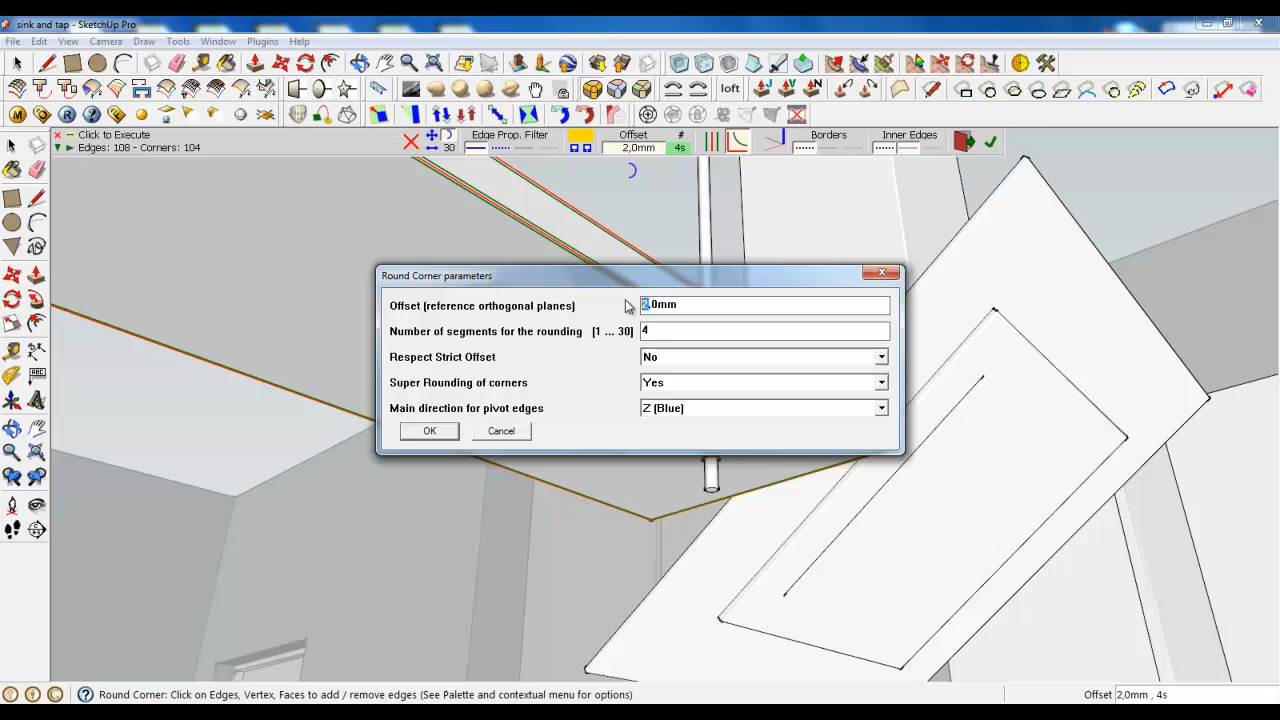 sink and tap - SketchUp Pro
File Edit View Camera Draw Tools Window Plugins Help
loft
M R ?
Click to Execute
Edges: 108 - Corners: 104
30
Edge Prop. Filter
Offset
2,0mm
#
4s
Borders
Inner Edges
Round Corner parameters
Offset (reference orthogonal planes) 2,0mm
Number of segments for the rounding [1 ... 30] 4
Respect Strict Offset No
Super Rounding of corners Yes
Main direction for pivot edges Z (Blue)
OK Cancel
Round Corner: Click on Edges, Vertex, Faces to add / remove edges (See Palette and contextual menu for options)
Offset 2,0mm , 4s